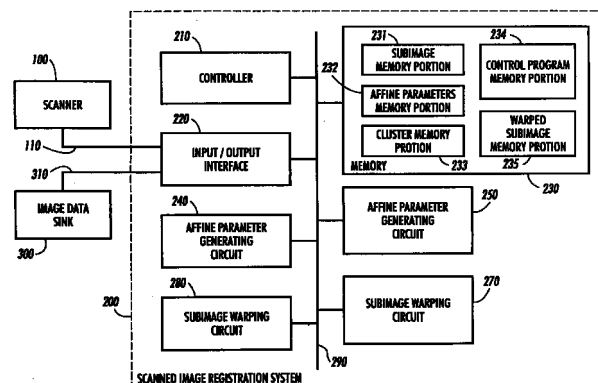 100
SCANNER
110
310
IMAGE DATA
SINK
300
200
210
CONTROLLER
220
INPUT / OUTPUT
INTERFACE
240
AFFINE PARAMETER
GENERATING
CIRCUIT
280
SUBIMAGE WARPING
CIRCUIT
231
SUBIMAGE
MEMORY PORTION
232
AFFINE PARAMETERS
MEMORY PORTION
CLUSTER MEMORY
PROTION
233
234
CONTROL PROGRAM
MEMORY PORTION
WARPED
SUBIMAGE
MEMORY PROTION
235
MEMORY
230
250
AFFINE PARAMETER
GENERATING
CIRCUIT
270
SUBIMAGE WARPING
CIRCUIT
290
SCANNED IMAGE REGISTRATION SYSTEM